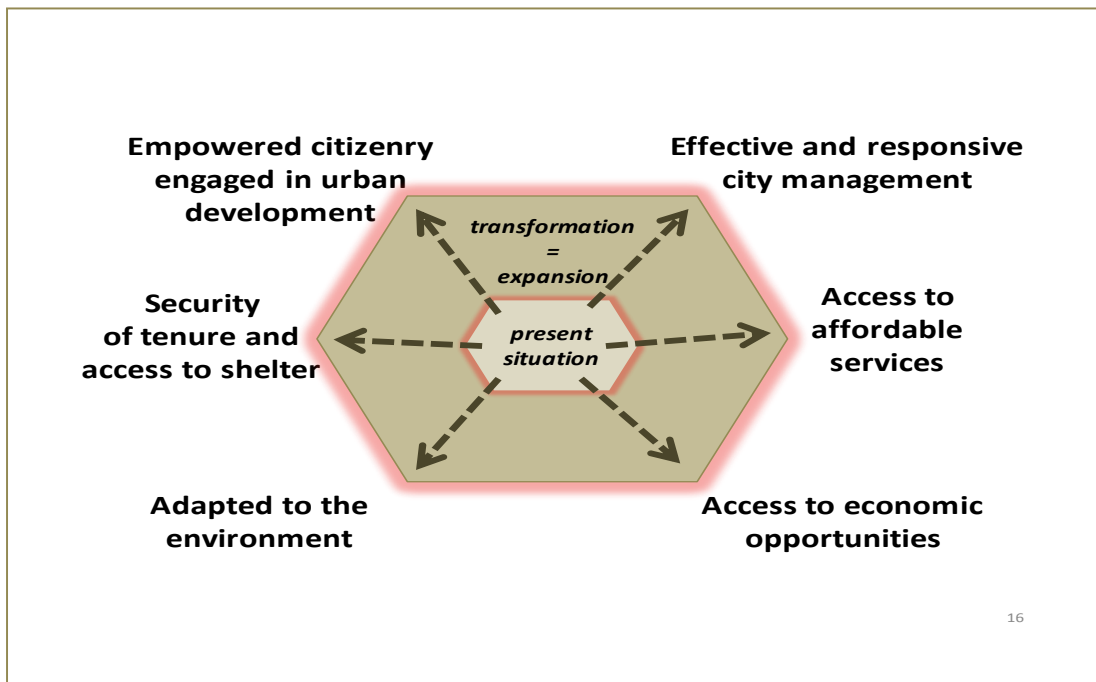 Empowered citizenry
engaged in urban
development
Effective and responsive
city management
transformation
=
expansion
Security
of tenure and
access to shelter
present
situation
Access to
affordable
services
Adapted to the
environment
Access to economic
opportunities
16